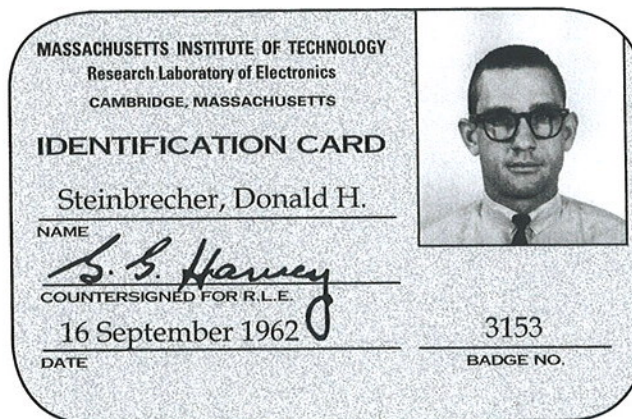 MASSACHUSETTS INSTITUTE OF TECHNOLOGY
Research Laboratory of Electronics
CAMBRIDGE, MASSACHUSETTS
IDENTIFICATION CARD
Steinbrecher, Donald H.
NAME
G. G. Harvey
COUNTERSIGNED FOR R.L.E.
16 September 1962
DATE
3153
BADGE NO.